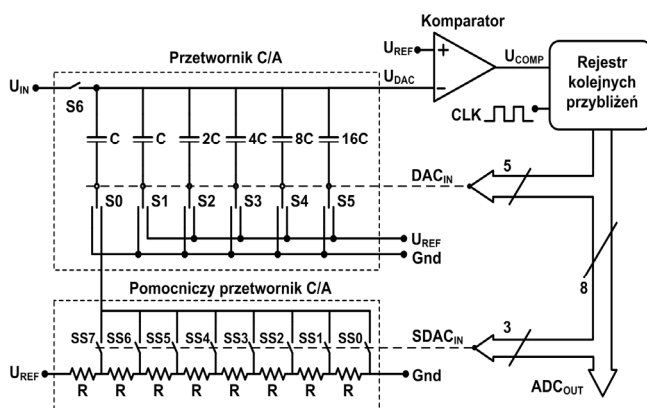 Komparator
Przetwornik C/A
U_REF
U_IN
S6
U_DAC
U_COMP
Rejestr
kolejnych
przybliżeń
CLK
C C 2C 4C 8C 16C
DAC_IN
5
S0 S1 S2 S3 S4 S5
U_REF
Gnd
8
Pomocniczy przetwornik C/A
SS7 SS6 SS5 SS4 SS3 SS2 SS1 SS0
SDAC_IN
3
U_REF
Gnd
R R R R R R R R
ADC_OUT